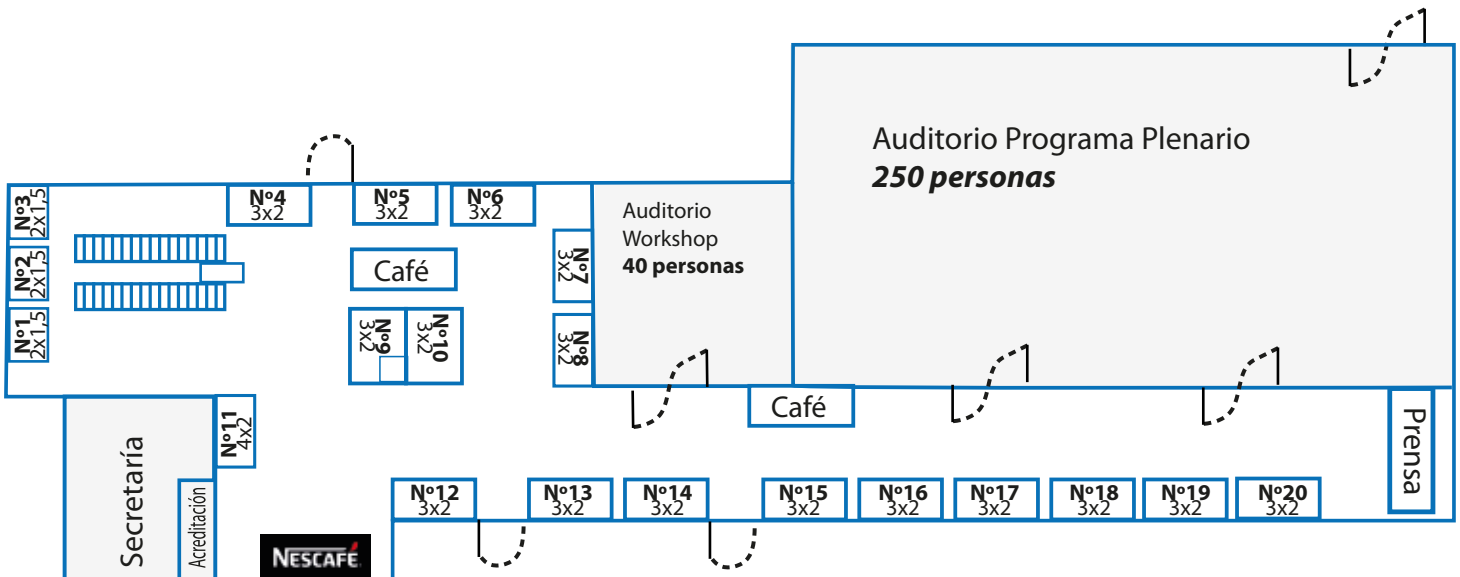 Auditorio Programa Plenario
250 personas
Nº3
2x1,5
Nº2
2x1,5
Nº1
2x1,5
Nº4
3x2
Nº5
3x2
Nº6
3x2
Café
Nº7
3x2
Nº8
3x2
Nº9
3x2
Nº10
3x2
Auditorio
Workshop
40 personas
Café
Prensa
Secretaría
Acreditación
Nº11
4x2
NESCAFÉ.
Nº12
3x2
Nº13
3x2
Nº14
3x2
Nº15
3x2
Nº16
3x2
Nº17
3x2
Nº18
3x2
Nº19
3x2
Nº20
3x2